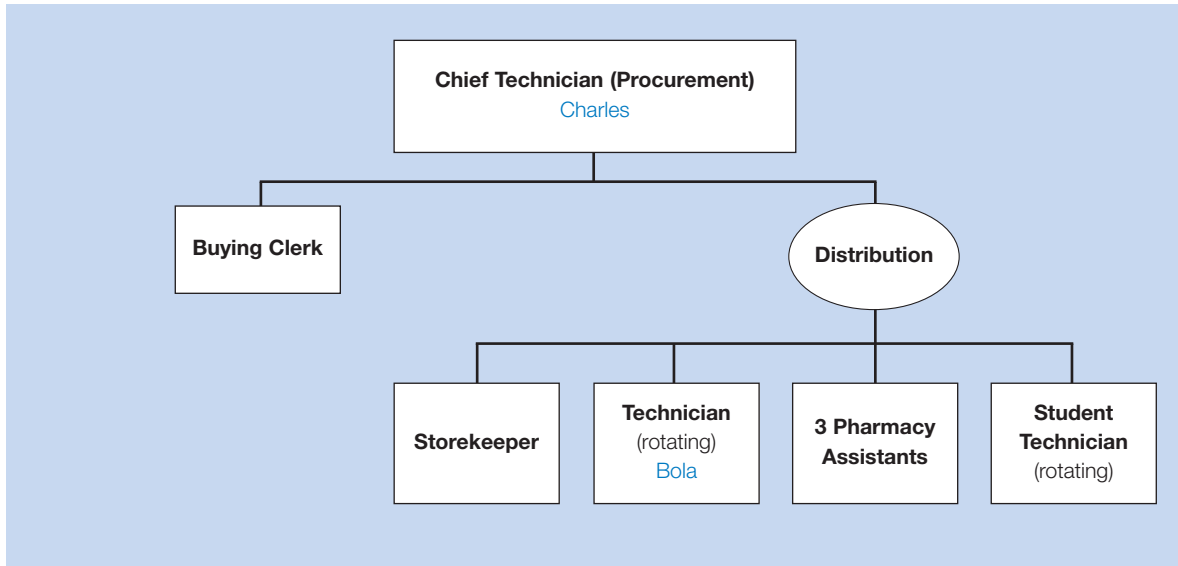 Chief Technician (Procurement)
Charles
Buying Clerk
Distribution
Storekeeper
Technician
(rotating)
Bola
3 Pharmacy
Assistants
Student
Technician
(rotating)